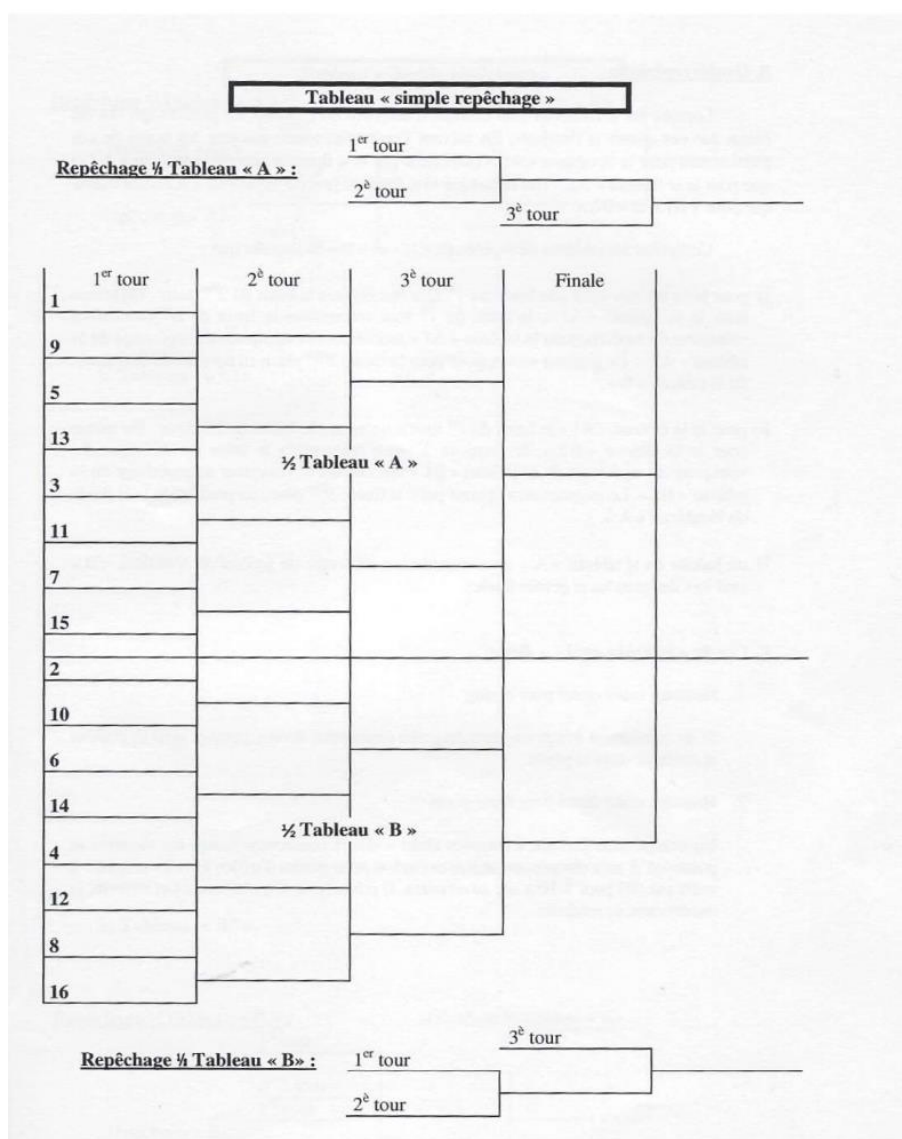 Tableau « simple repêchage »
1er tour
Repêchage ½ Tableau « A » :
2è tour
3è tour
1er tour 2è tour 3è tour Finale
1
9
5
13
½ Tableau « A »
3
11
7
15
2
10
6
14
½ Tableau « B »
4
12
8
16
3è tour
Repêchage ½ Tableau « B» : 1er tour
2è tour